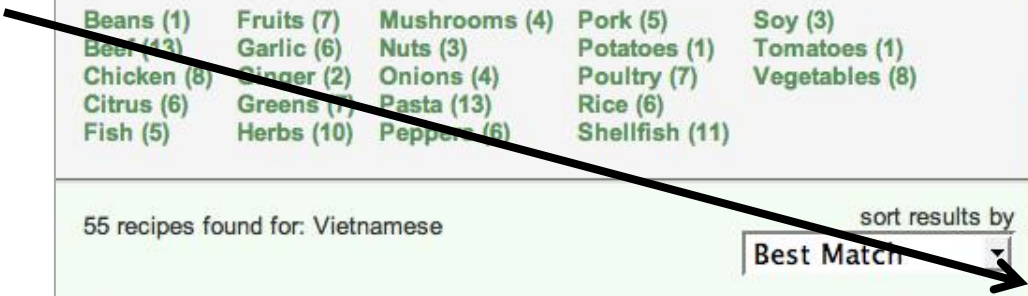 Beans (1) Fruits (7) Mushrooms (4) Pork (5) Soy (3)
Beef (13) Garlic (6) Nuts (3) Potatoes (1) Tomatoes (1)
Chicken (8) Ginger (2) Onions (4) Poultry (7) Vegetables (8)
Citrus (6) Greens (7) Pasta (13) Rice (6)
Fish (5) Herbs (10) Peppers (6) Shellfish (11)
55 recipes found for: Vietnamese
sort results by
Best Match